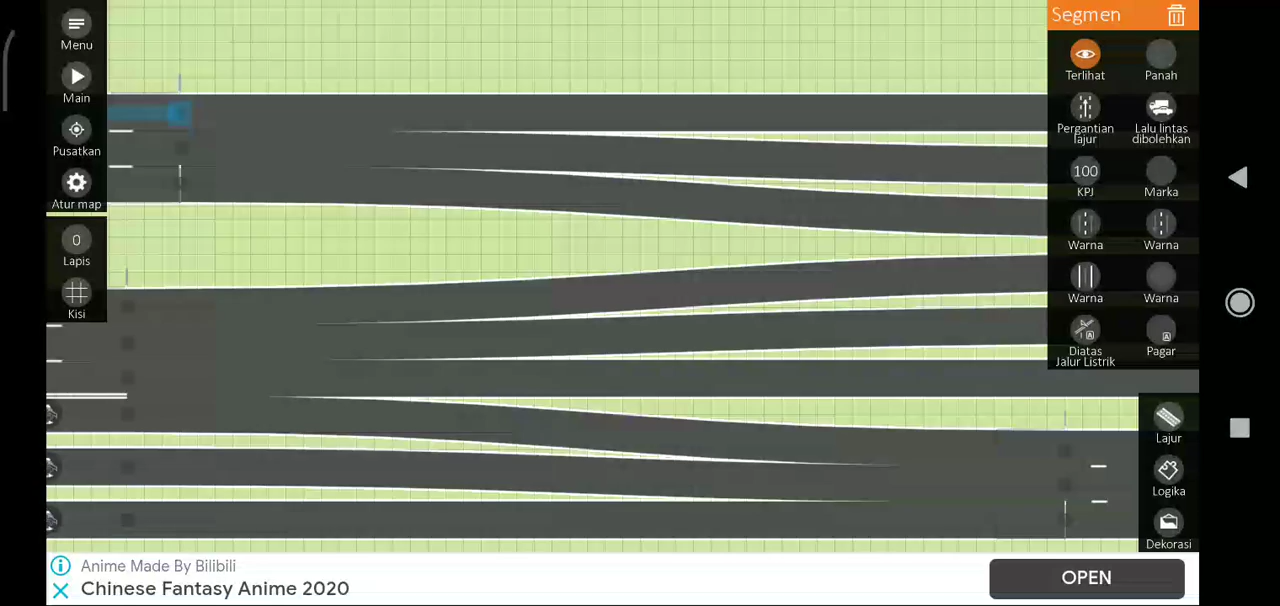 Menu
Main
Pusatkan
Atur map
0
Lapis
Kisi
Segmen
Terlihat
Panah
Pergantian
lajur
Lalu lintas
dibolehkan
100
KPJ
Marka
Warna
Warna
Warna
Warna
A
Diatas
Jalur Listrik
A
Pagar
Lajur
Logika
Dekorasi
Anime Made By Bilibili
Chinese Fantasy Anime 2020
OPEN